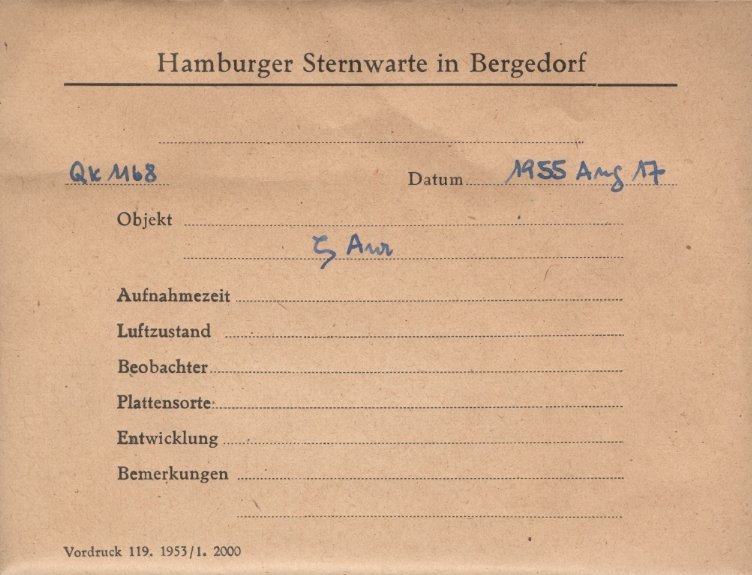 Hamburger Sternwarte in Bergedorf
Qk 1168 Datum 1955 Aug 17
Objekt
ζ Aur
Aufnahmezeit
Luftzustand
Beobachter
Plattensorte
Entwicklung
Bemerkungen
Vordruck 119. 1953/1. 2000